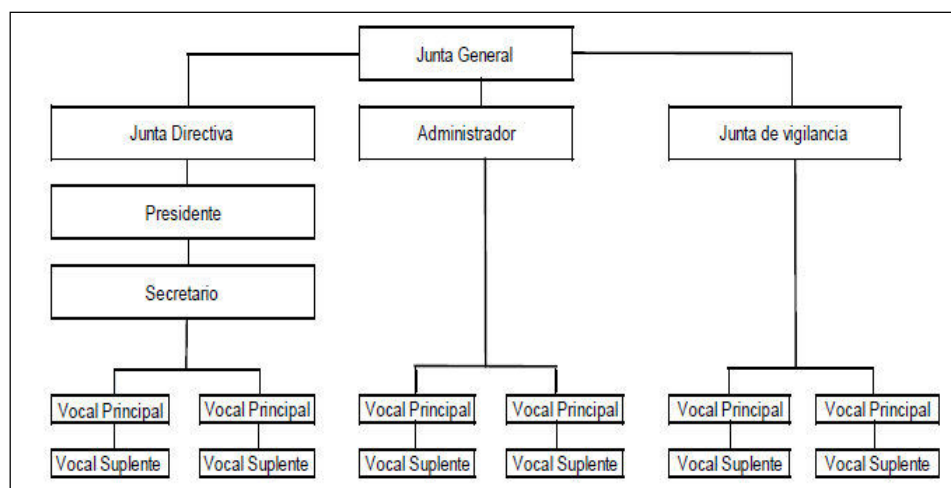 Junta General
Junta Directiva
Administrador
Junta de vigilancia
Presidente
Secretario
Vocal Principal
Vocal Principal
Vocal Principal
Vocal Principal
Vocal Principal
Vocal Principal
Vocal Suplente
Vocal Suplente
Vocal Suplente
Vocal Suplente
Vocal Suplente
Vocal Suplente